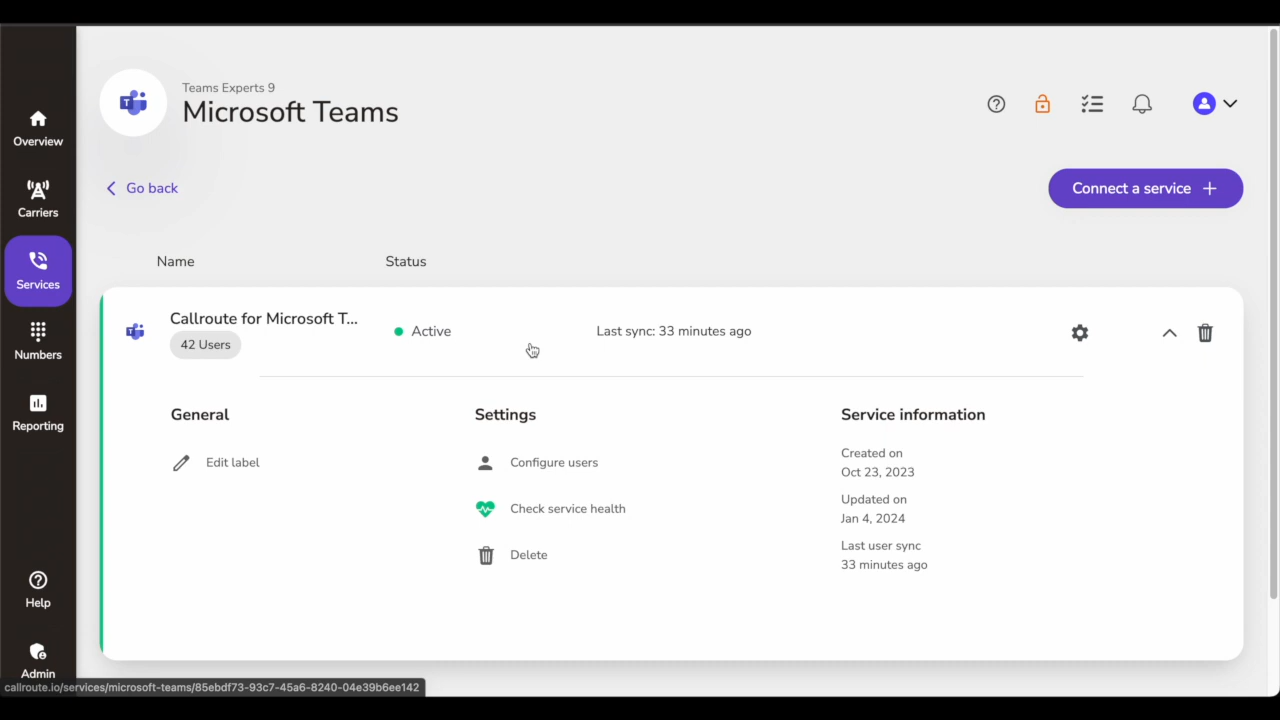 Teams Experts 9
Microsoft Teams
Overview
Carriers
Services
Numbers
Reporting
Help
Admin
Go back
Connect a service
Name
Status
Callroute for Microsoft T...
42 Users
Active
Last sync: 33 minutes ago
General
Edit label
Settings
Configure users
Check service health
Delete
Service information
Created on
Oct 23, 2023
Updated on
Jan 4, 2024
Last user sync
33 minutes ago
callroute.io/services/microsoft-teams/85ebdf73-93c7-45a6-8240-04e39b6ee142